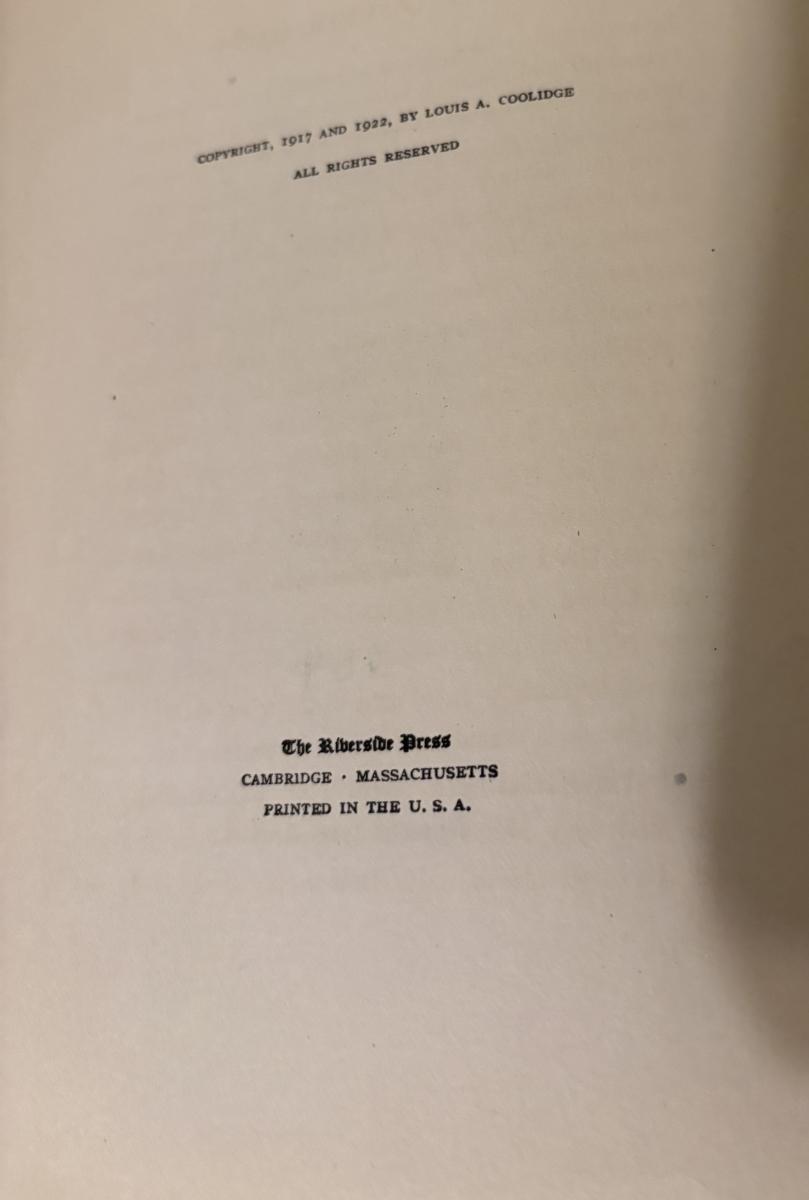 COPYRIGHT, 1917 AND 1922, BY LOUIS A. COOLIDGE
ALL RIGHTS RESERVED
The Riverside Press
CAMBRIDGE · MASSACHUSETTS
PRINTED IN THE U. S. A.